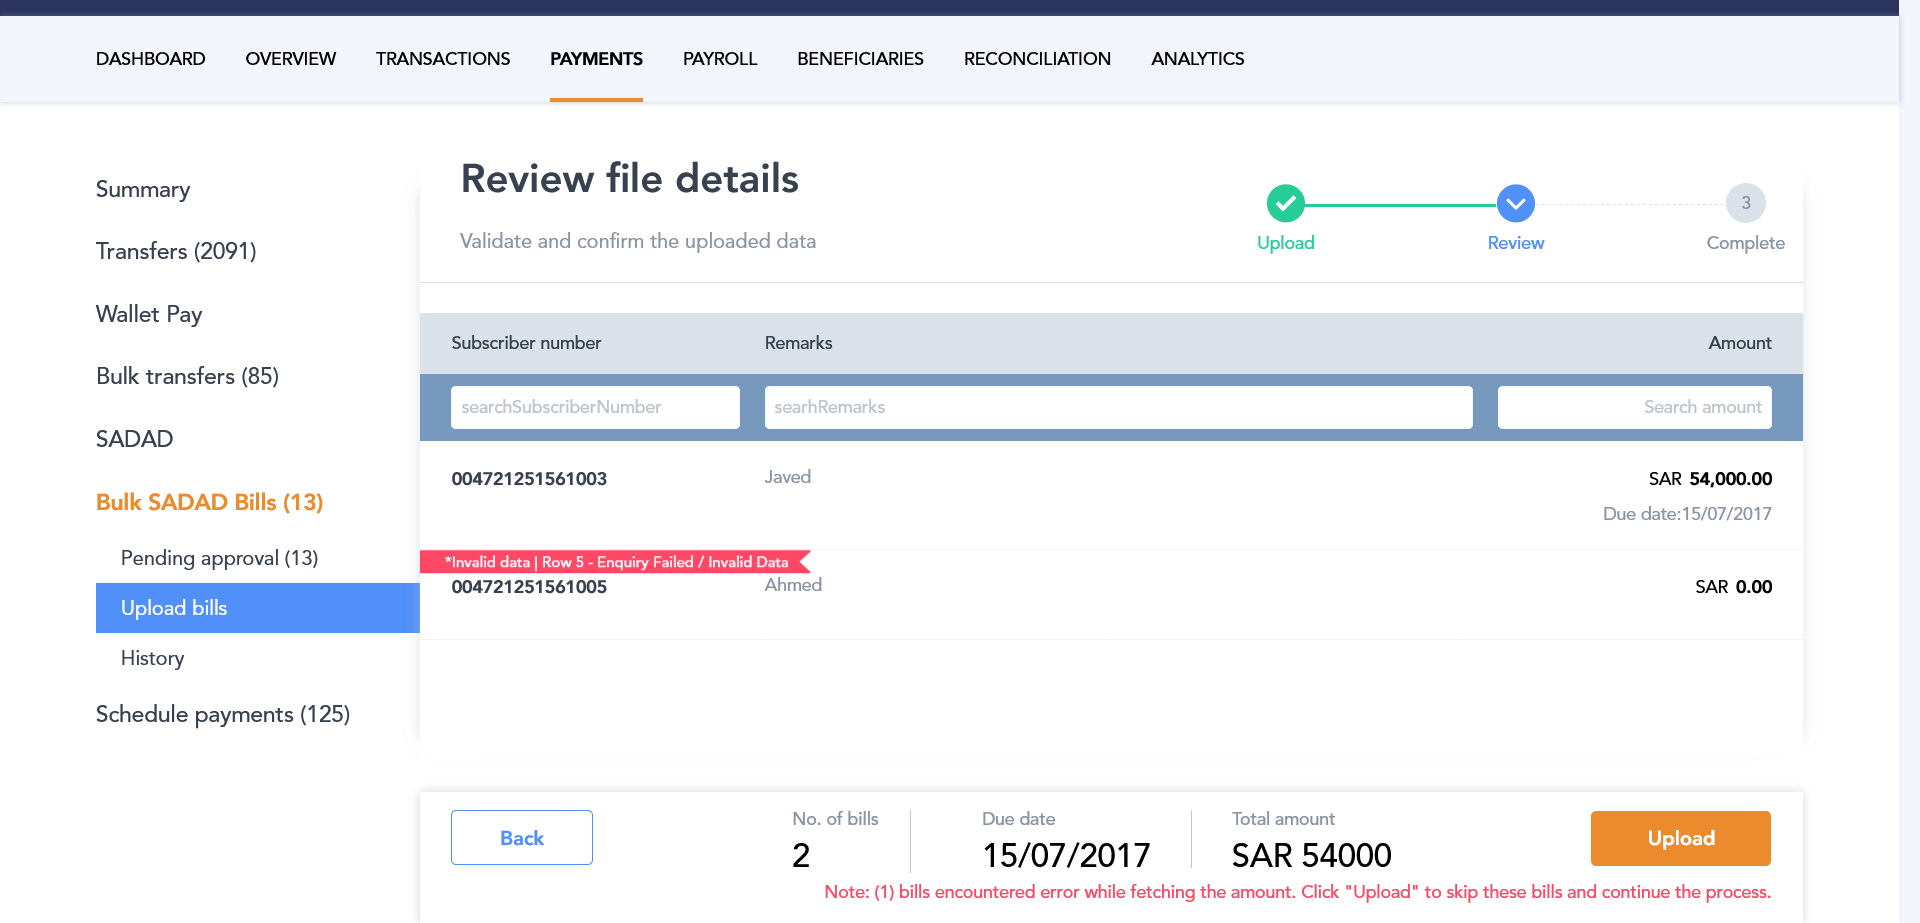 DASHBOARD OVERVIEW TRANSACTIONS PAYMENTS PAYROLL BENEFICIARIES RECONCILIATION ANALYTICS
Summary
Transfers (2091)
Wallet Pay
Bulk transfers (85)
SADAD
Bulk SADAD Bills (13)
Pending approval (13)
Upload bills
History
Schedule payments (125)
Review file details
Validate and confirm the uploaded data
3
Upload Review Complete
Subscriber number Remarks Amount
searchSubscriberNumber searhRemarks Search amount
004721251561003 Javed SAR 54,000.00
Due date:15/07/2017
*Invalid data | Row 5 - Enquiry Failed / Invalid Data
004721251561005 Ahmed SAR 0.00
Back
No. of bills Due date Total amount
2 15/07/2017 SAR 54000
Upload
Note: (1) bills encountered error while fetching the amount. Click "Upload" to skip these bills and continue the process.